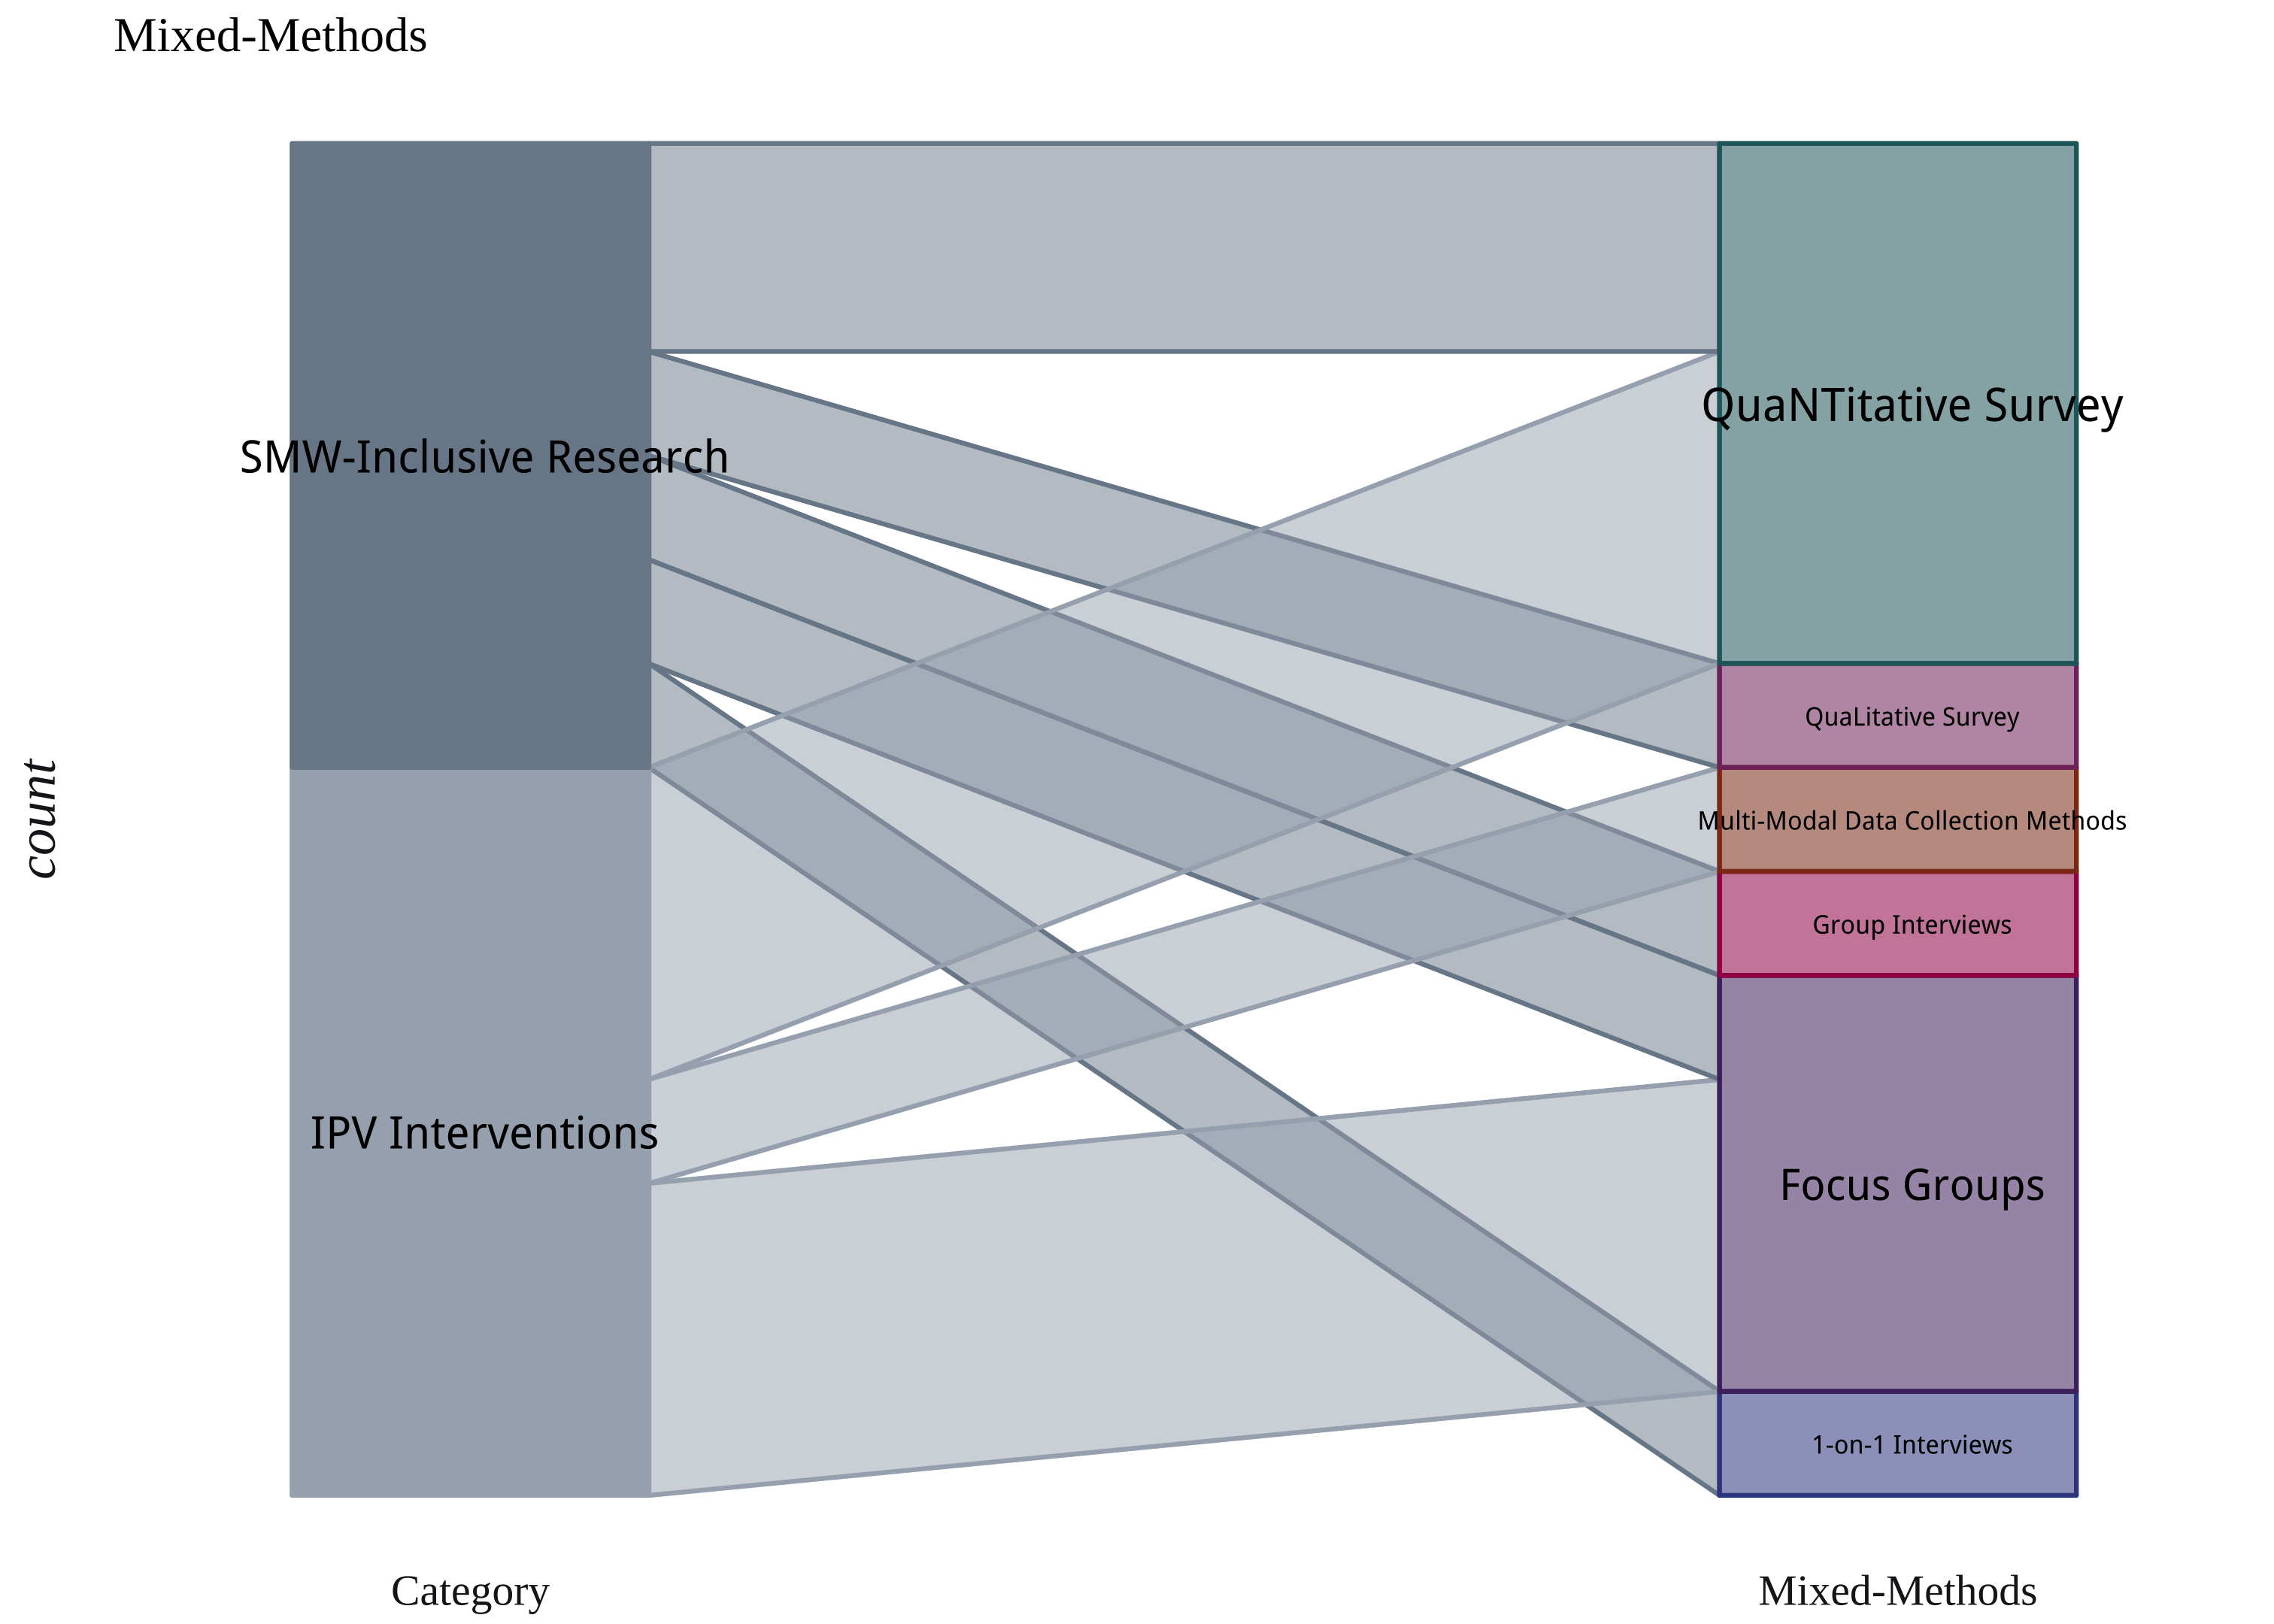 Mixed-Methods
QuaNTitative Survey
SMW-Inclusive Research
QuaLitative Survey
Multi-Modal Data Collection Methods
count
Group Interviews
IPV Interventions
Focus Groups
1-on-1 Interviews
Category
Mixed-Methods